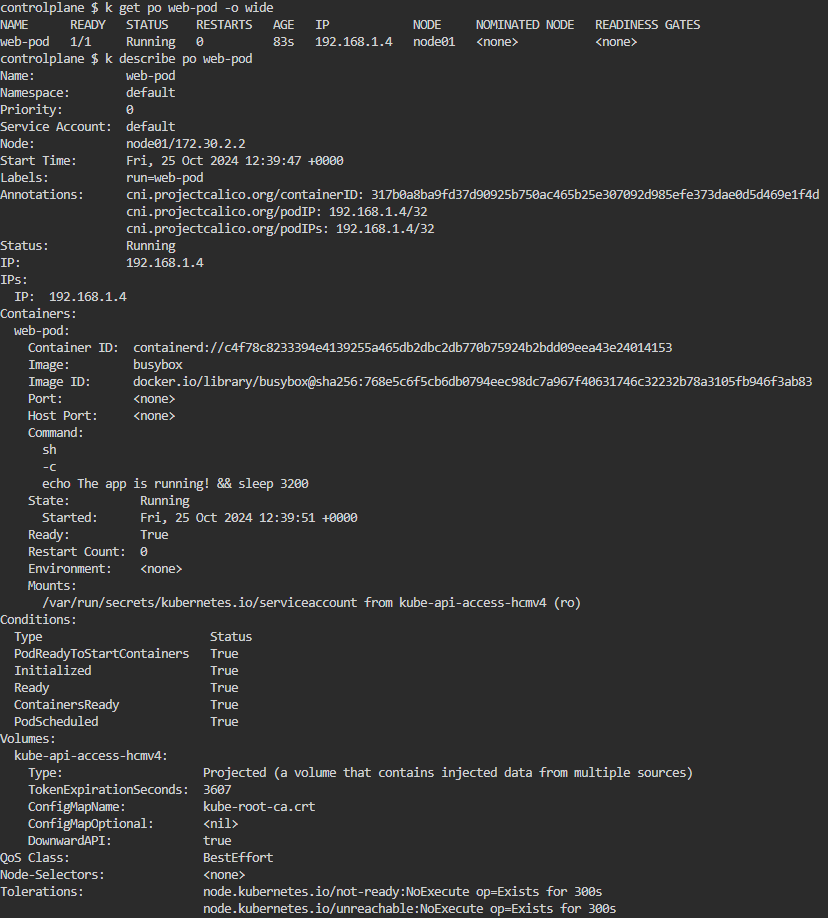 controlplane $ k get po web-pod -o wide
NAME      READY   STATUS    RESTARTS   AGE   IP            NODE     NOMINATED NODE   READINESS GATES
web-pod   1/1     Running   0          83s   192.168.1.4   node01   <none>           <none>
controlplane $ k describe po web-pod
Name:             web-pod
Namespace:        default
Priority:         0
Service Account:  default
Node:             node01/172.30.2.2
Start Time:       Fri, 25 Oct 2024 12:39:47 +0000
Labels:           run=web-pod
Annotations:      cni.projectcalico.org/containerID: 317b0a8ba9fd37d90925b750ac465b25e307092d985efe373dae0d5d469e1f4d
                  cni.projectcalico.org/podIP: 192.168.1.4/32
                  cni.projectcalico.org/podIPs: 192.168.1.4/32
Status:           Running
IP:               192.168.1.4
IPs:
  IP:  192.168.1.4
Containers:
  web-pod:
    Container ID:  containerd://c4f78c8233394e4139255a465db2dbc2db770b75924b2bdd09eea43e24014153
    Image:         busybox
    Image ID:      docker.io/library/busybox@sha256:768e5c6f5cb6db0794eec98dc7a967f40631746c32232b78a3105fb946f3ab83
    Port:          <none>
    Host Port:     <none>
    Command:
      sh
      -c
      echo The app is running! && sleep 3200
    State:          Running
      Started:      Fri, 25 Oct 2024 12:39:51 +0000
    Ready:          True
    Restart Count:  0
    Environment:    <none>
    Mounts:
      /var/run/secrets/kubernetes.io/serviceaccount from kube-api-access-hcmv4 (ro)
Conditions:
  Type                        Status
  PodReadyToStartContainers   True
  Initialized                 True
  Ready                       True
  ContainersReady             True
  PodScheduled                True
Volumes:
  kube-api-access-hcmv4:
    Type:                    Projected (a volume that contains injected data from multiple sources)
    TokenExpirationSeconds:  3607
    ConfigMapName:           kube-root-ca.crt
    ConfigMapOptional:       <nil>
    DownwardAPI:             true
QoS Class:                   BestEffort
Node-Selectors:              <none>
Tolerations:                 node.kubernetes.io/not-ready:NoExecute op=Exists for 300s
                             node.kubernetes.io/unreachable:NoExecute op=Exists for 300s